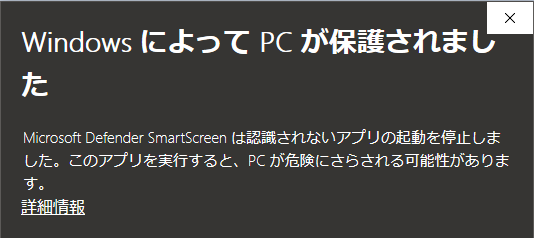 Windows によって PC が保護されまし
た
Microsoft Defender SmartScreen は認識されないアプリの起動を停止しま
した。このアプリを実行すると、PC が危険にさらされる可能性がありま
す。
詳細情報